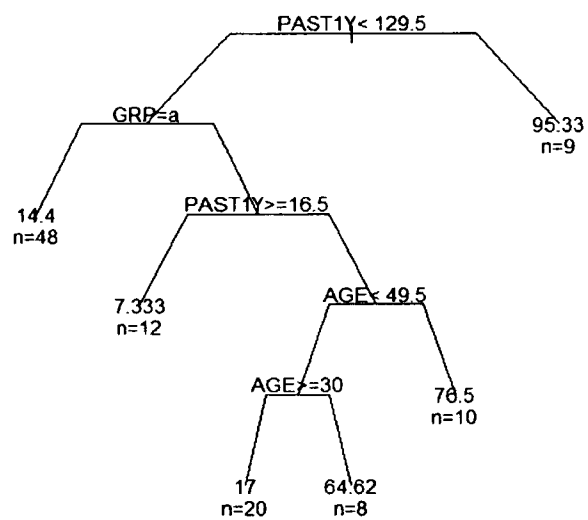 PAST1Y< 129.5
GRP=a
95.33
n=9
14.4
n=48
PAST1Y>=16.5
7.333
n=12
AGE< 49.5
AGE>=30
76.5
n=10
17
n=20
64.62
n=8